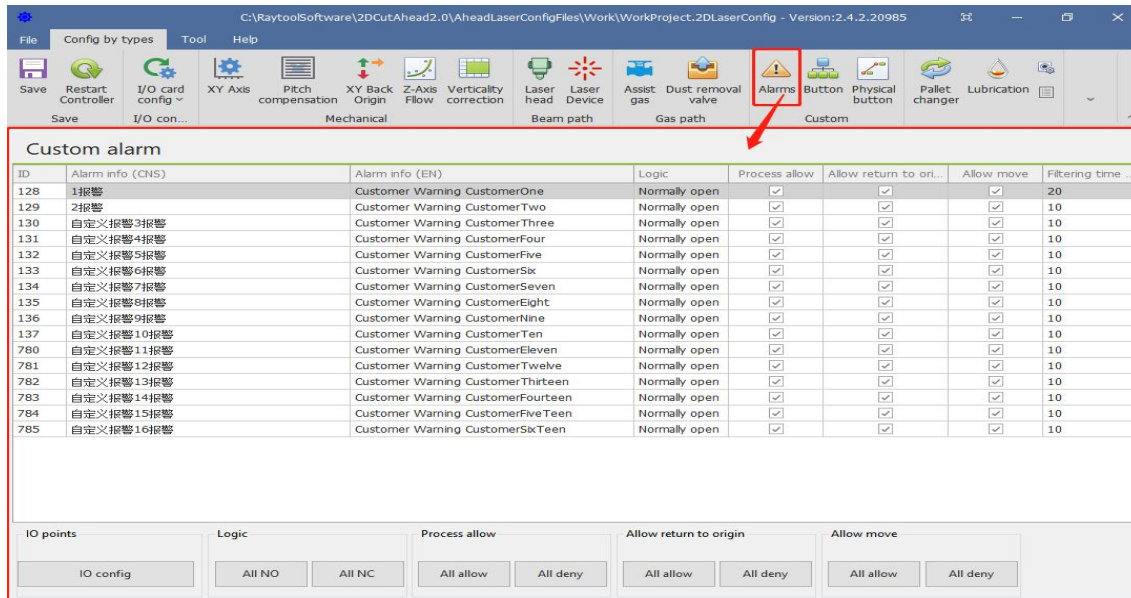 C:\RaytoolSoftware\2DCutAhead2.0\AheadLaserConfigFiles\Work\WorkProject.2DLaserConfig - Version:2.4.2.20985
File Config by types Tool Help
Save Restart Controller I/O card config XY Axis Pitch compensation XY Back Origin Z-Axis Fllow Verticality correction Laser head Laser Device Assist gas Dust removal valve Alarms Button Physical button Pallet changer Lubrication
Save I/O con... Mechanical Beam path Gas path Custom
Custom alarm
ID Alarm info (CNS) Alarm info (EN) Logic Process allow Allow return to ori... Allow move Filtering time ...
128 1报警 Customer Warning CustomerOne Normally open 20
129 2报警 Customer Warning CustomerTwo Normally open 10
130 自定义报警3报警 Customer Warning CustomerThree Normally open 10
131 自定义报警4报警 Customer Warning CustomerFour Normally open 10
132 自定义报警5报警 Customer Warning CustomerFive Normally open 10
133 自定义报警6报警 Customer Warning CustomerSix Normally open 10
134 自定义报警7报警 Customer Warning CustomerSeven Normally open 10
135 自定义报警8报警 Customer Warning CustomerEight Normally open 10
136 自定义报警9报警 Customer Warning CustomerNine Normally open 10
137 自定义报警10报警 Customer Warning CustomerTen Normally open 10
780 自定义报警11报警 Customer Warning CustomerEleven Normally open 10
781 自定义报警12报警 Customer Warning CustomerTwelve Normally open 10
782 自定义报警13报警 Customer Warning CustomerThirteen Normally open 10
783 自定义报警14报警 Customer Warning CustomerFourteen Normally open 10
784 自定义报警15报警 Customer Warning CustomerFiveTeen Normally open 10
785 自定义报警16报警 Customer Warning CustomerSixTeen Normally open 10
IO points Logic Process allow Allow return to origin Allow move
IO config All NO All NC All allow All deny All allow All deny All allow All deny